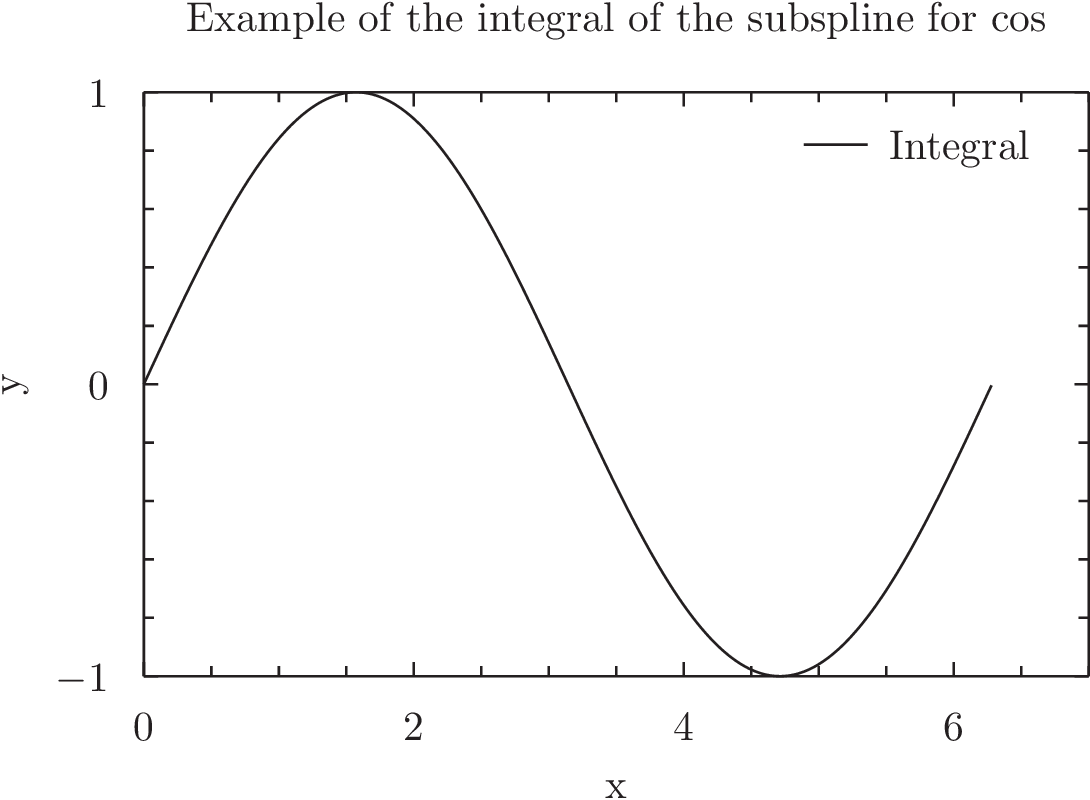 Example of the integral of the subspline for cos
1
Integral
0
y
−1
0 2 4 6
x